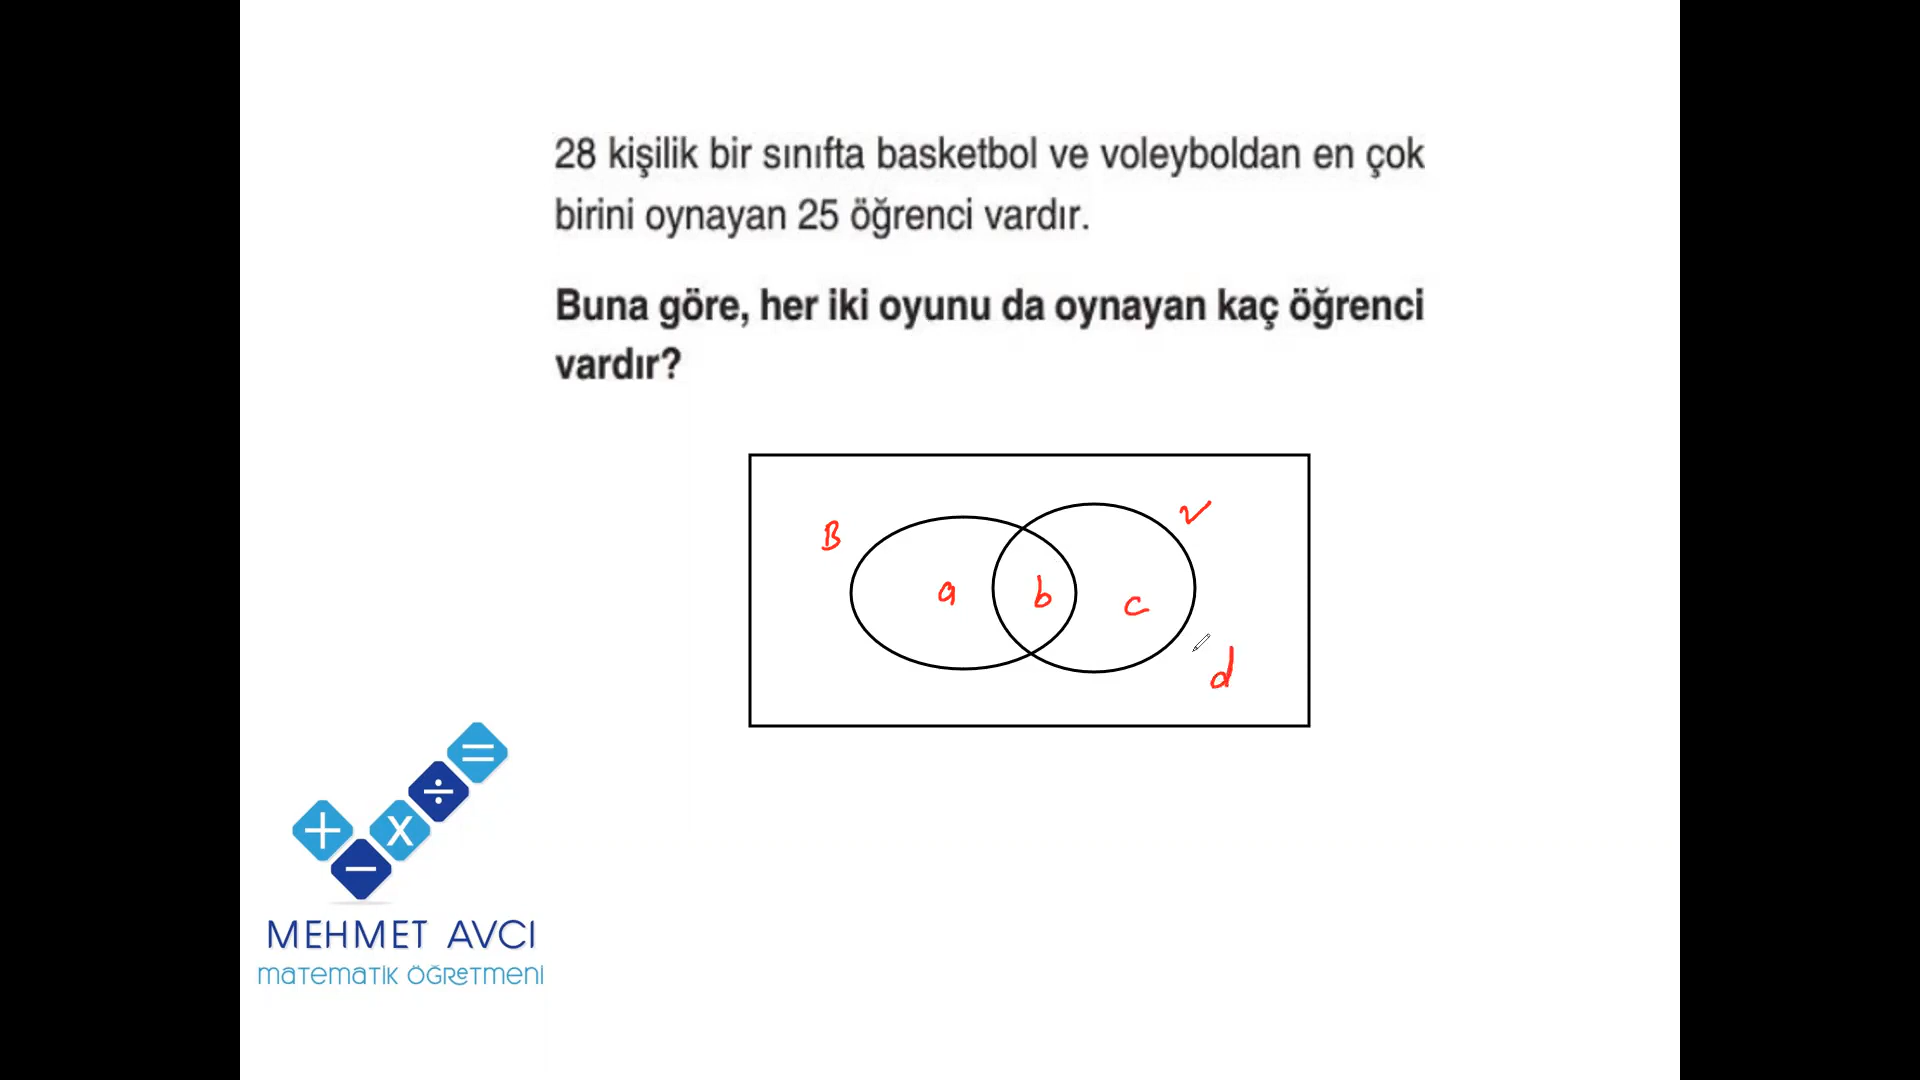 28 kişilik bir sınıfta basketbol ve voleyboldan en çok
birini oynayan 25 öğrenci vardır.
Buna göre, her iki oyunu da oynayan kaç öğrenci
vardır?
B
V
a
b
c
d
+
−
x
÷
=
MEHMET AVCI
matematik öğretmeni